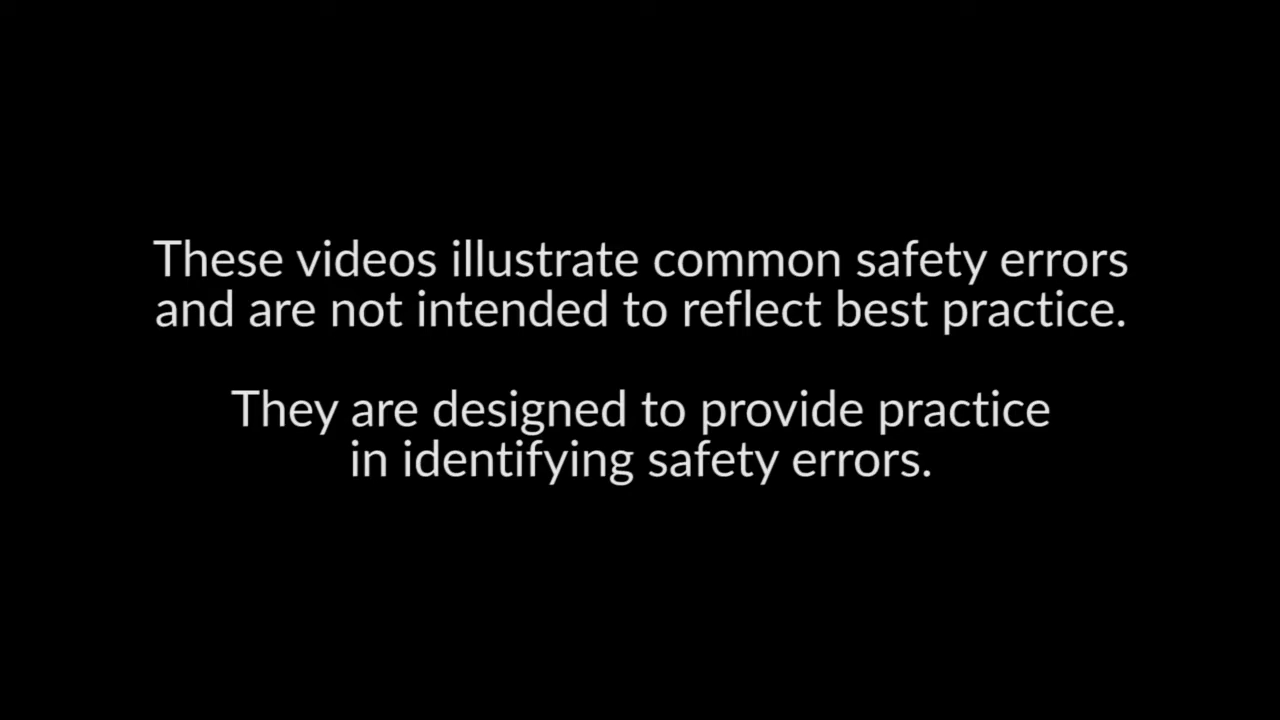 These videos illustrate common safety errors
and are not intended to reflect best practice.
They are designed to provide practice
in identifying safety errors.